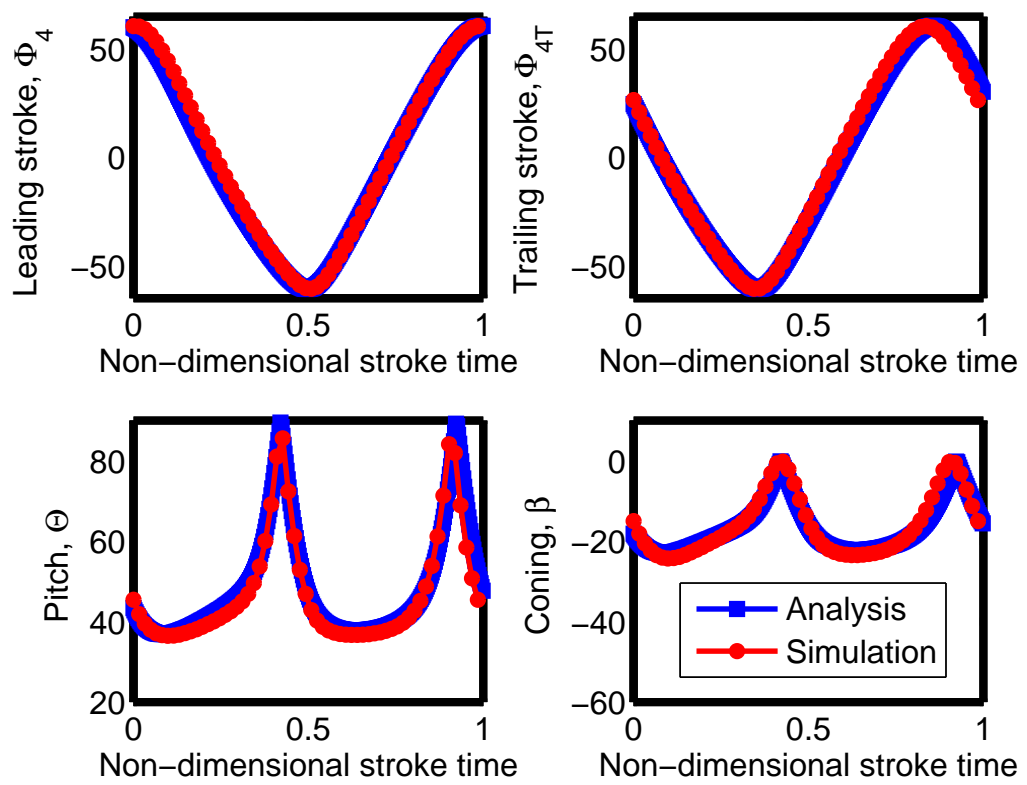 Leading stroke, Φ4
50
0
−50
0 0.5 1
Non−dimensional stroke time
Trailing stroke, Φ4T
50
0
−50
0 0.5 1
Non−dimensional stroke time
Pitch, Θ
80
60
40
20
0 0.5 1
Non−dimensional stroke time
Coning, β
0
−20
−40
−60
0 0.5 1
Non−dimensional stroke time
Analysis
Simulation